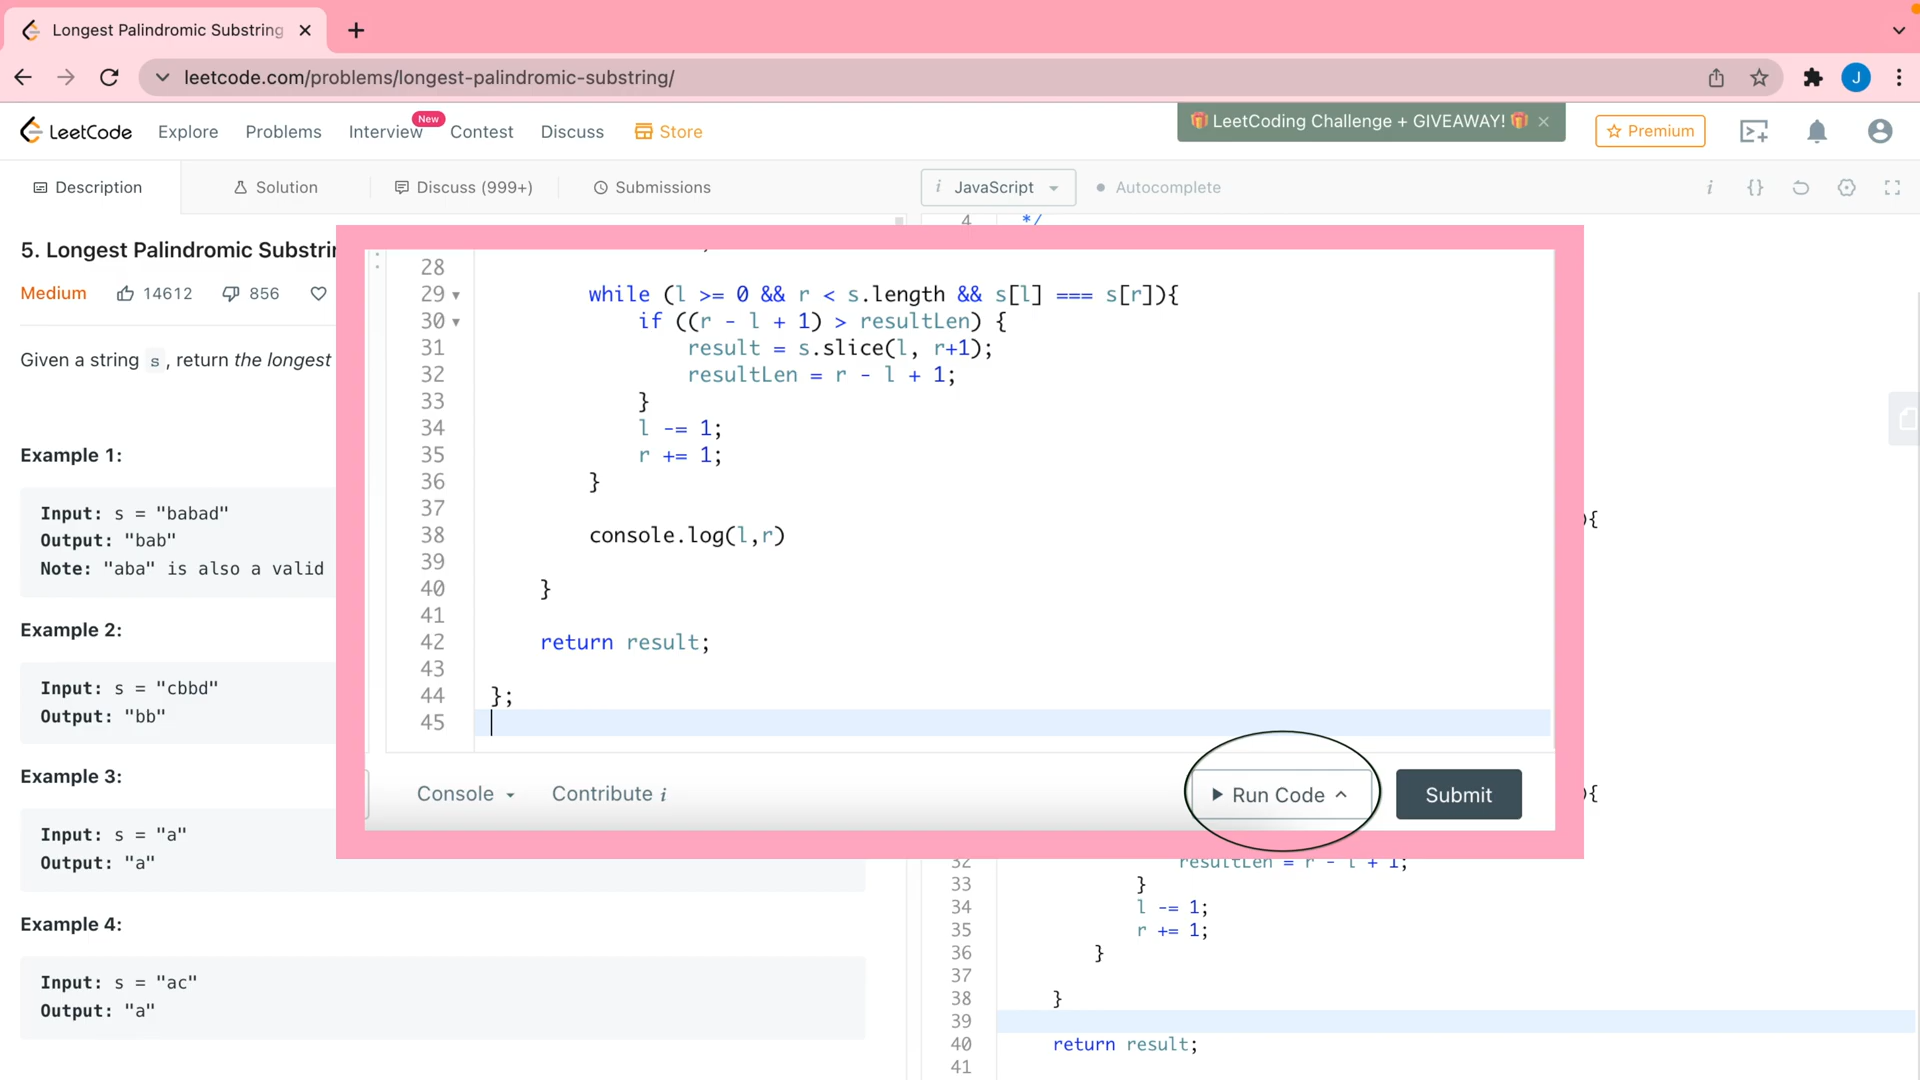 Longest Palindromic Substring
leetcode.com/problems/longest-palindromic-substring/
J
LeetCode
Explore
Problems
Interview
New
Contest
Discuss
Store
LeetCoding Challenge + GIVEAWAY!
Premium
Description
Solution
Discuss (999+)
Submissions
i JavaScript
Autocomplete
i {}
5. Longest Palindromic
Medium
14612
856
Given a string s, return the longest
Example 1:
Input: s = "babad"
Output: "bab"
Note: "aba" is also a valid
Example 2:
Input: s = "cbbd"
Output: "bb"
Example 3:
Input: s = "a"
Output: "a"
Example 4:
Input: s = "ac"
Output: "a"
4 */
28
29 while (l >= 0 && r < s.length && s[l] === s[r]){
30 if ((r - l + 1) > resultLen) {
31 result = s.slice(l, r+1);
32 resultLen = r - l + 1;
33 }
34 l -= 1;
35 r += 1;
36 }
37
38 console.log(l,r)
39
40 }
41
42 return result;
43
44 };
45
Console
Contribute i
Run Code
Submit
){
){
32 resultLen = r - l + 1;
33 }
34 l -= 1;
35 r += 1;
36 }
37
38 }
39
40 return result;
41